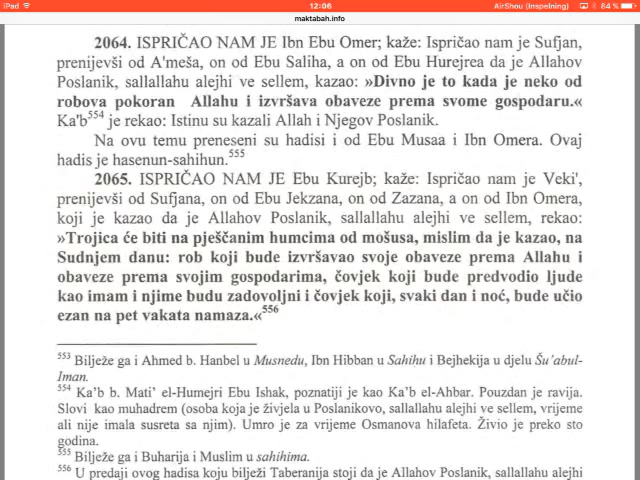 iPad 12:06 AirShou (Inspelning) 84 %
maktabah.info
2064. ISPRIČAO NAM JE Ibn Ebu Omer; kaže: Ispričao nam je Sufjan,
prenijevši od A'meša, on od Ebu Saliha, a on od Ebu Hurejrea da je Allahov
Poslanik, sallallahu alejhi ve sellem, kazao: »Divno je to kada je neko od
robova pokoran Allahu i izvršava obaveze prema svome gospodaru.«
Ka'b554 je rekao: Istinu su kazali Allah i Njegov Poslanik.
Na ovu temu preneseni su hadisi i od Ebu Musaa i Ibn Omera. Ovaj
hadis je hasenun-sahihun.555
2065. ISPRIČAO NAM JE Ebu Kurejb; kaže: Ispričao nam je Veki',
prenijevši od Sufjana, on od Ebu Jekzana, on od Zazana, a on od Ibn Omera,
koji je kazao da je Allahov Poslanik, sallallahu alejhi ve sellem, rekao:
»Trojica će biti na pješčanim humcima od mošusa, mislim da je kazao, na
Sudnjem danu: rob koji bude izvršavao svoje obaveze prema Allahu i
obaveze prema svojim gospodarima, čovjek koji bude predvodio ljude
kao imam i njime budu zadovoljni i čovjek koji, svaki dan i noć, bude učio
ezan na pet vakata namaza.«556
553 Bilježe ga i Ahmed b. Hanbel u Musnedu, Ibn Hibban u Sahihu i Bejhekija u djelu Šu'abul-
Iman.
554 Ka'b b. Mati' el-Humejri Ebu Ishak, poznatiji je kao Ka'b el-Ahbar. Pouzdan je ravija.
Slovi kao muhadrem (osoba koja je živjela u Poslanikovo, sallallahu alejhi ve sellem, vrijeme
ali nije imala susreta sa njim). Umro je za vrijeme Osmanova hilafeta. Živio je preko sto
godina.
555 Bilježe ga i Buharija i Muslim u sahihima.
556 U predaji ovog hadisa koju bilježi Taberanija stoji da je Allahov Poslanik, sallallahu alejhi